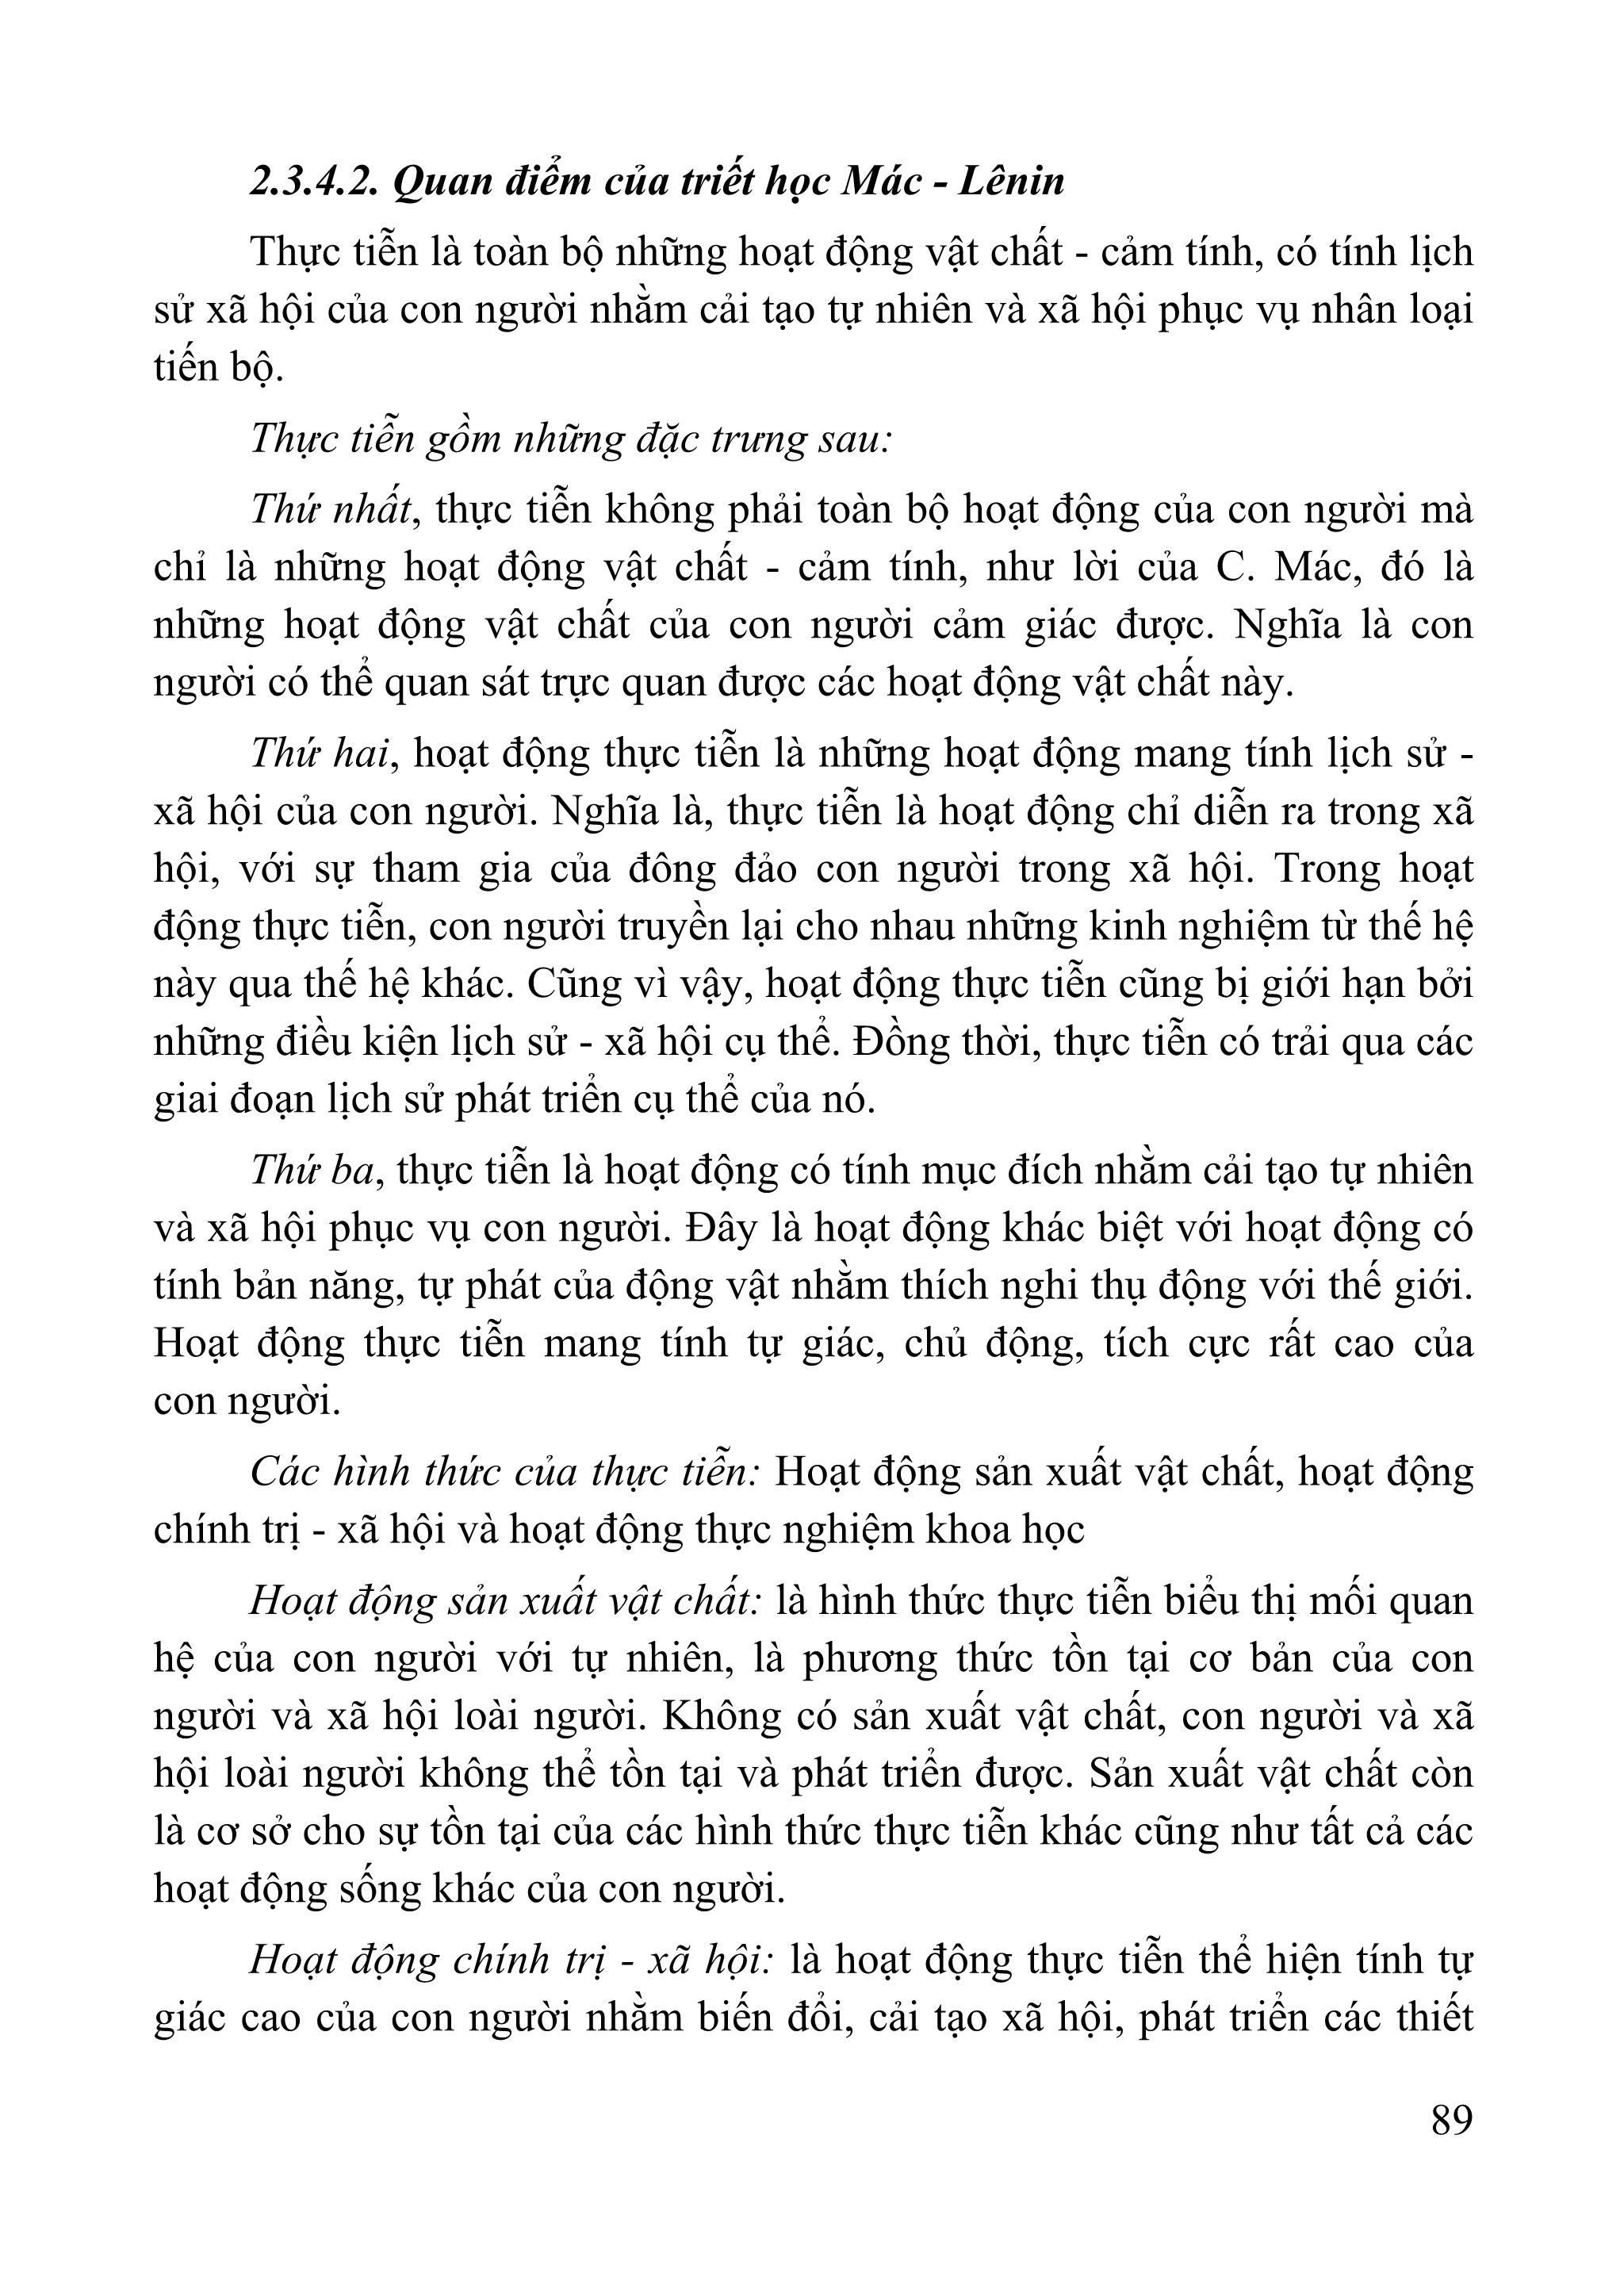 2.3.4.2. Quan điểm của triết học Mác - Lênin
Thực tiễn là toàn bộ những hoạt động vật chất - cảm tính, có tính lịch
sử xã hội của con người nhằm cải tạo tự nhiên và xã hội phục vụ nhân loại
tiến bộ.
Thực tiễn gồm những đặc trưng sau:
Thứ nhất, thực tiễn không phải toàn bộ hoạt động của con người mà
chỉ là những hoạt động vật chất - cảm tính, như lời của C. Mác, đó là
những hoạt động vật chất của con người cảm giác được. Nghĩa là con
người có thể quan sát trực quan được các hoạt động vật chất này.
Thứ hai, hoạt động thực tiễn là những hoạt động mang tính lịch sử -
xã hội của con người. Nghĩa là, thực tiễn là hoạt động chỉ diễn ra trong xã
hội, với sự tham gia của đông đảo con người trong xã hội. Trong hoạt
động thực tiễn, con người truyền lại cho nhau những kinh nghiệm từ thế hệ
này qua thế hệ khác. Cũng vì vậy, hoạt động thực tiễn cũng bị giới hạn bởi
những điều kiện lịch sử - xã hội cụ thể. Đồng thời, thực tiễn có trải qua các
giai đoạn lịch sử phát triển cụ thể của nó.
Thứ ba, thực tiễn là hoạt động có tính mục đích nhằm cải tạo tự nhiên
và xã hội phục vụ con người. Đây là hoạt động khác biệt với hoạt động có
tính bản năng, tự phát của động vật nhằm thích nghi thụ động với thế giới.
Hoạt động thực tiễn mang tính tự giác, chủ động, tích cực rất cao của
con người.
Các hình thức của thực tiễn: Hoạt động sản xuất vật chất, hoạt động
chính trị - xã hội và hoạt động thực nghiệm khoa học
Hoạt động sản xuất vật chất: là hình thức thực tiễn biểu thị mối quan
hệ của con người với tự nhiên, là phương thức tồn tại cơ bản của con
người và xã hội loài người. Không có sản xuất vật chất, con người và xã
hội loài người không thể tồn tại và phát triển được. Sản xuất vật chất còn
là cơ sở cho sự tồn tại của các hình thức thực tiễn khác cũng như tất cả các
hoạt động sống khác của con người.
Hoạt động chính trị - xã hội: là hoạt động thực tiễn thể hiện tính tự
giác cao của con người nhằm biến đổi, cải tạo xã hội, phát triển các thiết
89